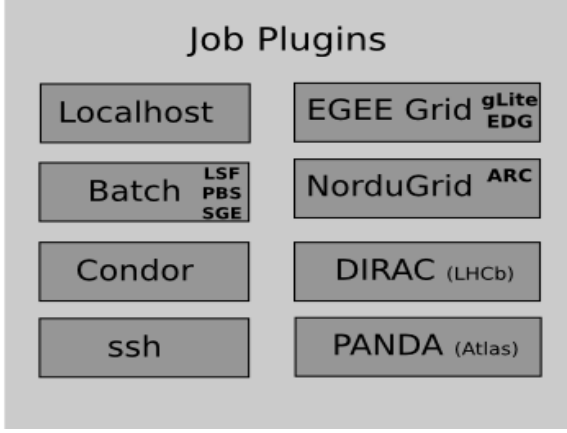 Job Plugins
Localhost
EGEE Grid gLite
EDG
Batch LSF
PBS
SGE
NorduGrid ARC
Condor
DIRAC (LHCb)
ssh
PANDA (Atlas)